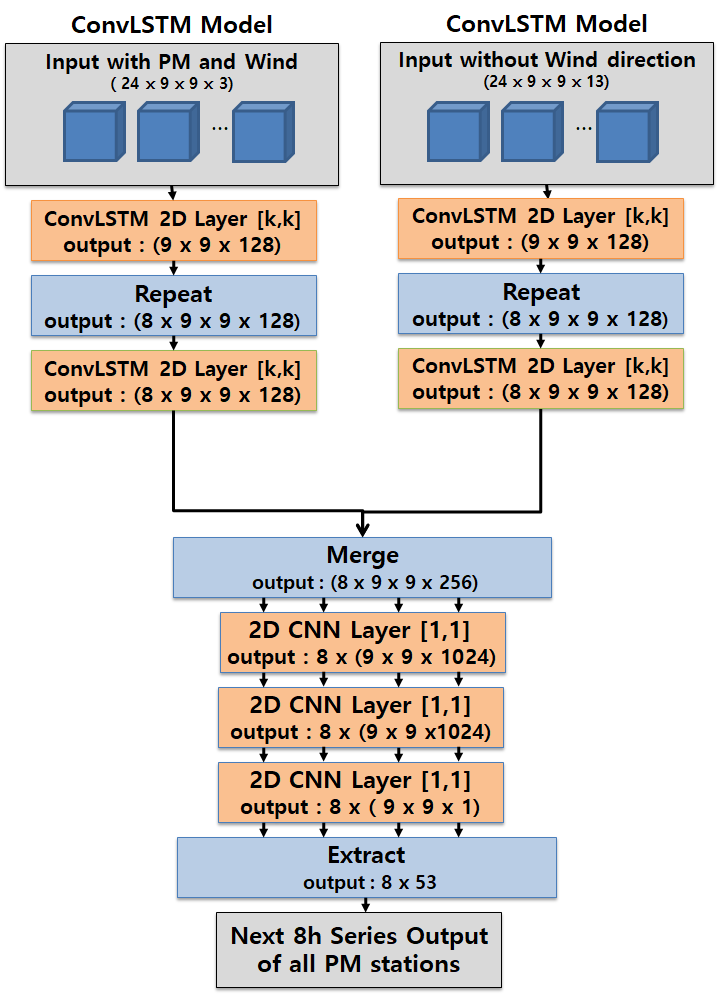 ConvLSTM Model
Input with PM and Wind
( 24 x 9 x 9 x 3)
...
ConvLSTM 2D Layer [k,k]
output : (9 x 9 x 128)
Repeat
output : (8 x 9 x 9 x 128)
ConvLSTM 2D Layer [k,k]
output : (8 x 9 x 9 x 128)
ConvLSTM Model
Input without Wind direction
(24 x 9 x 9 x 13)
...
ConvLSTM 2D Layer [k,k]
output : (9 x 9 x 128)
Repeat
output : (8 x 9 x 9 x 128)
ConvLSTM 2D Layer [k,k]
output : (8 x 9 x 9 x 128)
Merge
output : (8 x 9 x 9 x 256)
2D CNN Layer [1,1]
output : 8 x (9 x 9 x 1024)
2D CNN Layer [1,1]
output : 8 x (9 x 9 x1024)
2D CNN Layer [1,1]
output : 8 x ( 9 x 9 x 1)
Extract
output : 8 x 53
Next 8h Series Output
of all PM stations